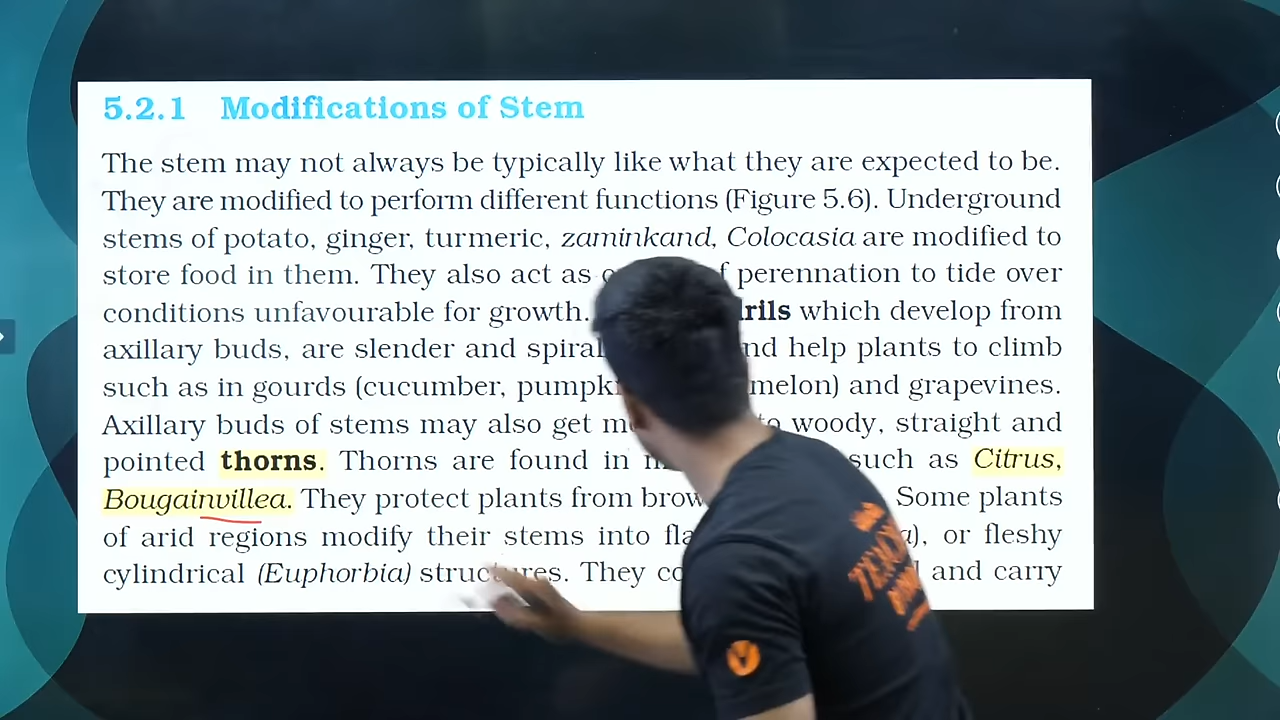 5.2.1 Modifications of Stem
The stem may not always be typically like what they are expected to be.
They are modified to perform different functions (Figure 5.6). Underground
stems of potato, ginger, turmeric, zaminkand, Colocasia are modified to
store food in them. They also act as perennation to tide over
conditions unfavourable for growth. which develop from
axillary buds, are slender and help plants to climb
such as in gourds (cucumber, and grapevines.
Axillary buds of stems may also get woody, straight and
pointed thorns. Thorns are found in such as Citrus,
Bougainvillea. They protect plants from Some plants
of arid regions modify their stems into or fleshy
cylindrical (Euphorbia) structures. They and carry